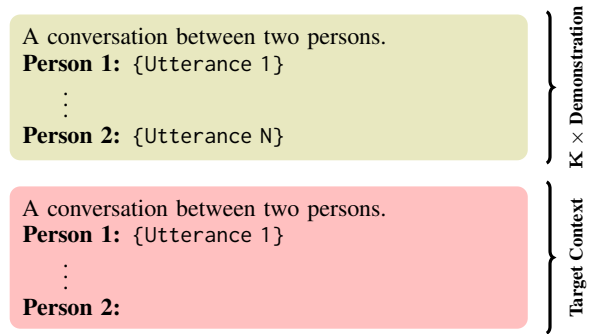 A conversation between two persons.
Person 1: {Utterance 1}
⋮
Person 2: {Utterance N}
K × Demonstration
A conversation between two persons.
Person 1: {Utterance 1}
⋮
Person 2:
Target Context